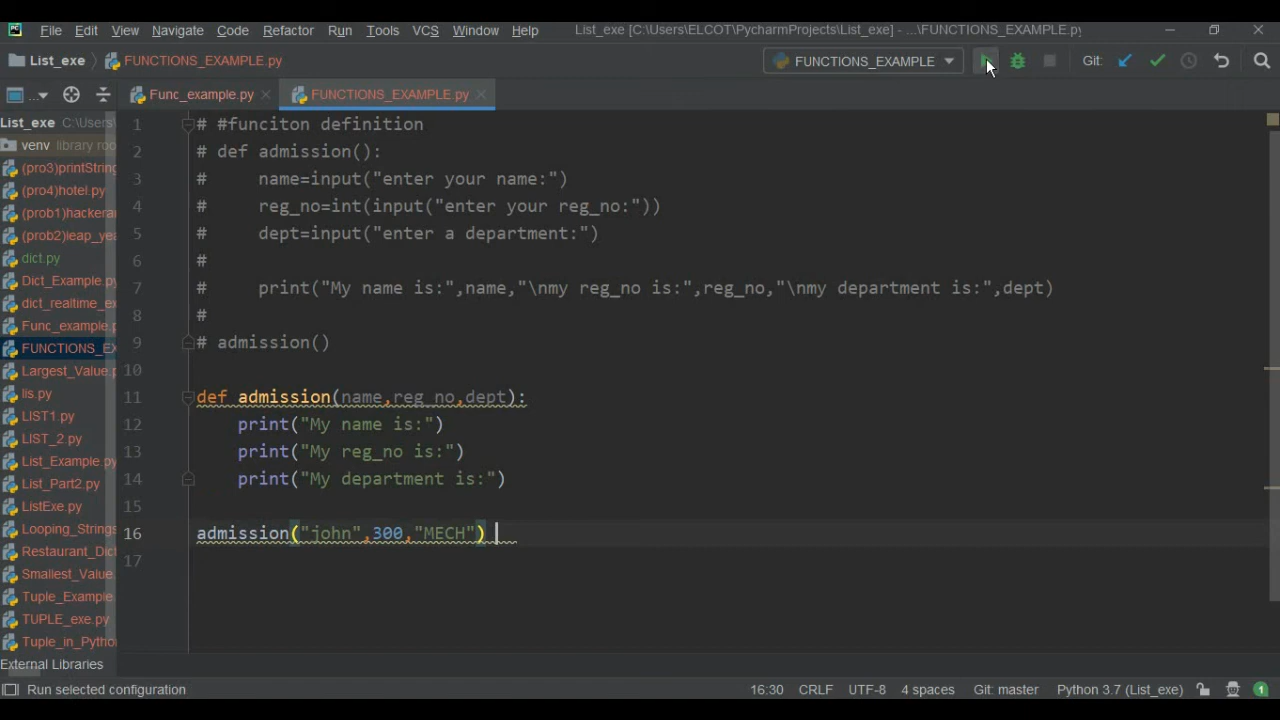 File Edit View Navigate Code Refactor Run Tools VCS Window Help List_exe [C:\Users\ELCOT\PycharmProjects\List_exe] - ...\FUNCTIONS_EXAMPLE.py
List_exe FUNCTIONS_EXAMPLE.py FUNCTIONS_EXAMPLE Git:
... Func_example.py FUNCTIONS_EXAMPLE.py
List_exe C:\Users\
venv library roo
(pro3)printString
(pro4)hotel.py
(prob1)hackerar
(prob2)leap_yea
dict.py
Dict_Example.py
dict_realtime_ex
Func_example.p
FUNCTIONS_EX
Largest_Value.p
lis.py
LIST1.py
LIST_2.py
List_Example.py
List_Part2.py
ListExe.py
Looping_Strings
Restaurant_Dict
Smallest_Value.
Tuple_Example
TUPLE_exe.py
Tuple_in_Pytho
External Libraries
1 # #funciton definition
2 # def admission():
3 #     name=input("enter your name:")
4 #     reg_no=int(input("enter your reg_no:"))
5 #     dept=input("enter a department:")
6 #
7 #     print("My name is:",name,"\nmy reg_no is:",reg_no,"\nmy department is:",dept)
8 #
9 # admission()
10
11 def admission(name,reg_no,dept):
12     print("My name is:")
13     print("My reg_no is:")
14     print("My department is:")
15
16 admission("john",300,"MECH")
17
Run selected configuration 16:30 CRLF UTF-8 4 spaces Git: master Python 3.7 (List_exe) 1